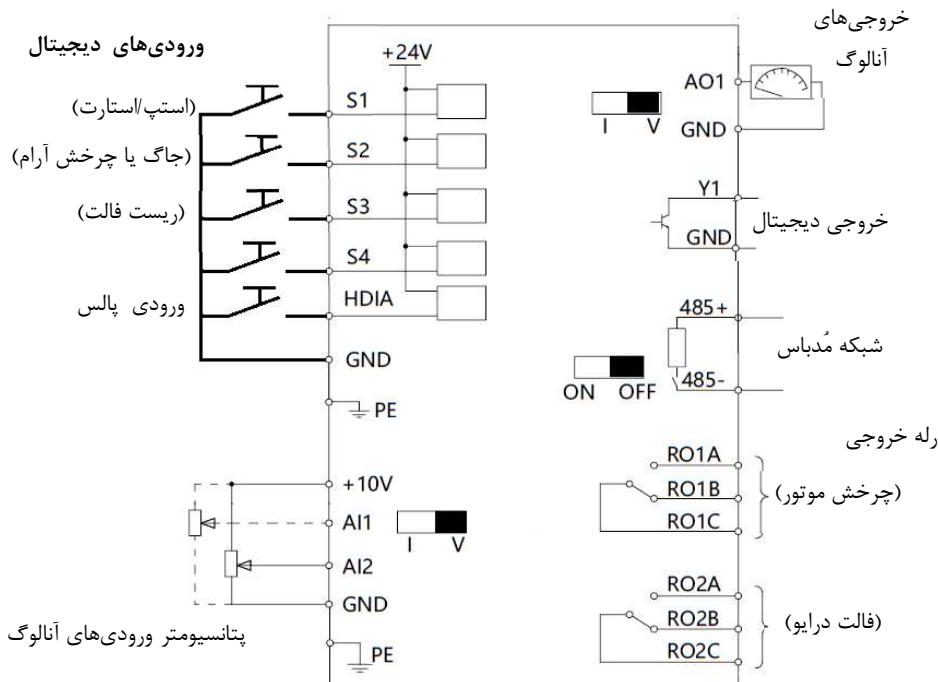 ورودی‌های دیجیتال
(استپ/استارت)
(جاگ یا چرخش آرام)
(ریست فالت)
ورودی پالس
+24V
S1
S2
S3
S4
HDIA
GND
PE
+10V
AI1
I V
AI2
GND
PE
پتانسیومتر ورودی‌های آنالوگ
خروجی‌های
آنالوگ
AO1
I V
GND
Y1
خروجی دیجیتال
GND
485+
شبکه مُدباس
ON OFF
485-
رله خروجی
RO1A
RO1B
(چرخش موتور)
RO1C
RO2A
RO2B
(فالت درایو)
RO2C